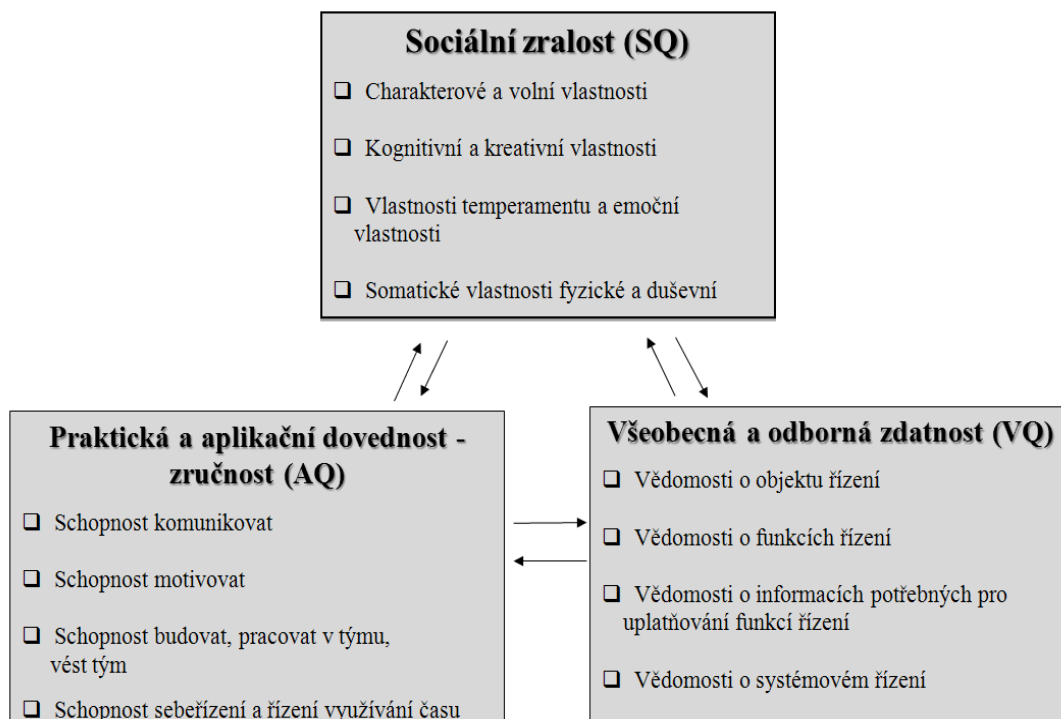 Sociální zralost (SQ)
❑ Charakterové a volní vlastnosti
❑ Kognitivní a kreativní vlastnosti
❑ Vlastnosti temperamentu a emoční
vlastnosti
❑ Somatické vlastnosti fyzické a duševní
Praktická a aplikační dovednost -
zručnost (AQ)
❑ Schopnost komunikovat
❑ Schopnost motivovat
❑ Schopnost budovat, pracovat v týmu,
vést tým
❑ Schopnost sebeřízení a řízení využívání času
Všeobecná a odborná zdatnost (VQ)
❑ Vědomosti o objektu řízení
❑ Vědomosti o funkcích řízení
❑ Vědomosti o informacích potřebných pro
uplatňování funkcí řízení
❑ Vědomosti o systémovém řízení